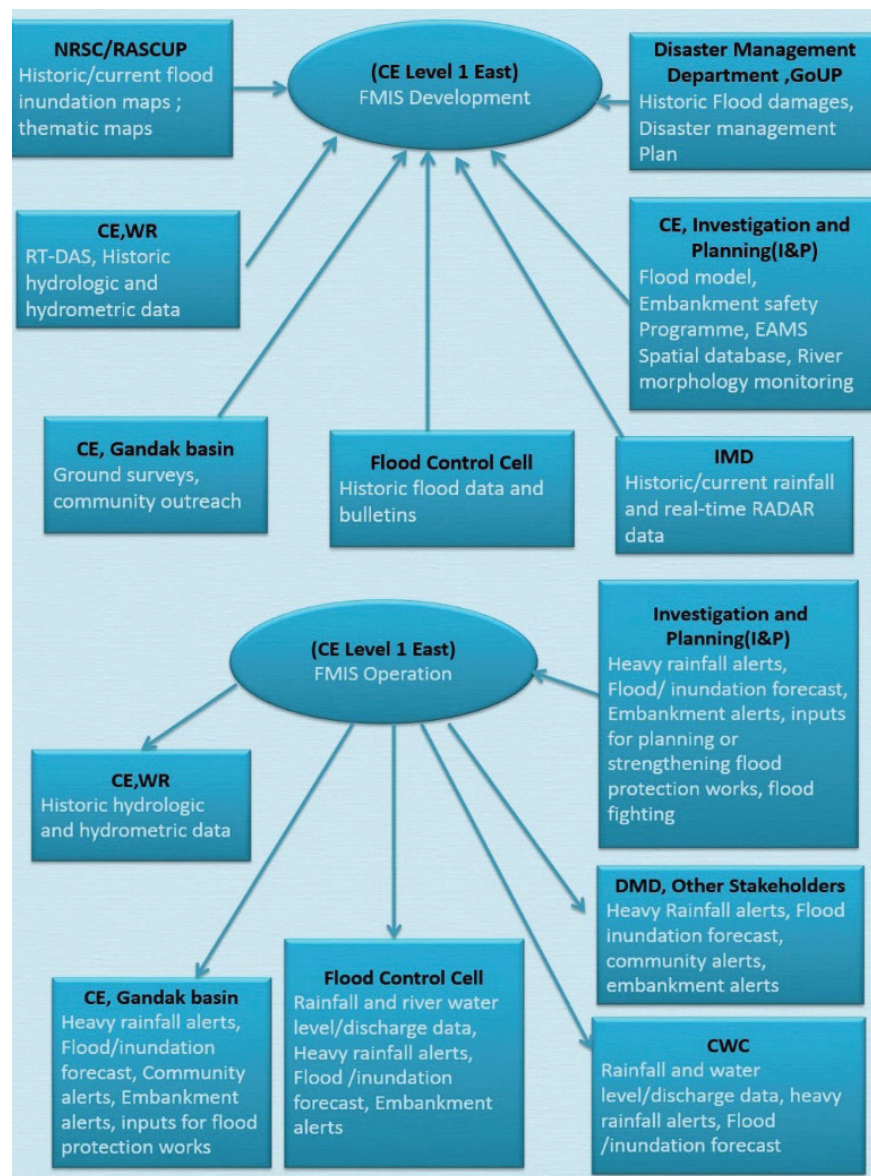 NRSC/RASCUP
Historic/current flood
inundation maps ;
thematic maps
(CE Level 1 East)
FMIS Development
Disaster Management
Department ,GoUP
Historic Flood damages,
Disaster management
Plan
CE,WR
RT-DAS, Historic
hydrologic and
hydrometric data
CE, Investigation and
Planning(I&P)
Flood model,
Embankment safety
Programme, EAMS
Spatial database, River
morphology monitoring
CE, Gandak basin
Ground surveys,
community outreach
Flood Control Cell
Historic flood data and
bulletins
IMD
Historic/current rainfall
and real-time RADAR
data
(CE Level 1 East)
FMIS Operation
Investigation and
Planning(I&P)
Heavy rainfall alerts,
Flood/ inundation forecast,
Embankment alerts, inputs
for planning or
strengthening flood
protection works, flood
fighting
CE,WR
Historic hydrologic
and hydrometric data
DMD, Other Stakeholders
Heavy Rainfall alerts, Flood
inundation forecast,
community alerts,
embankment alerts
CE, Gandak basin
Heavy rainfall alerts,
Flood/inundation
forecast, Community
alerts, Embankment
alerts, inputs for flood
protection works
Flood Control Cell
Rainfall and river water
level/discharge data,
Heavy rainfall alerts,
Flood /inundation
forecast, Embankment
alerts
CWC
Rainfall and water
level/discharge data, heavy
rainfall alerts, Flood
/inundation forecast